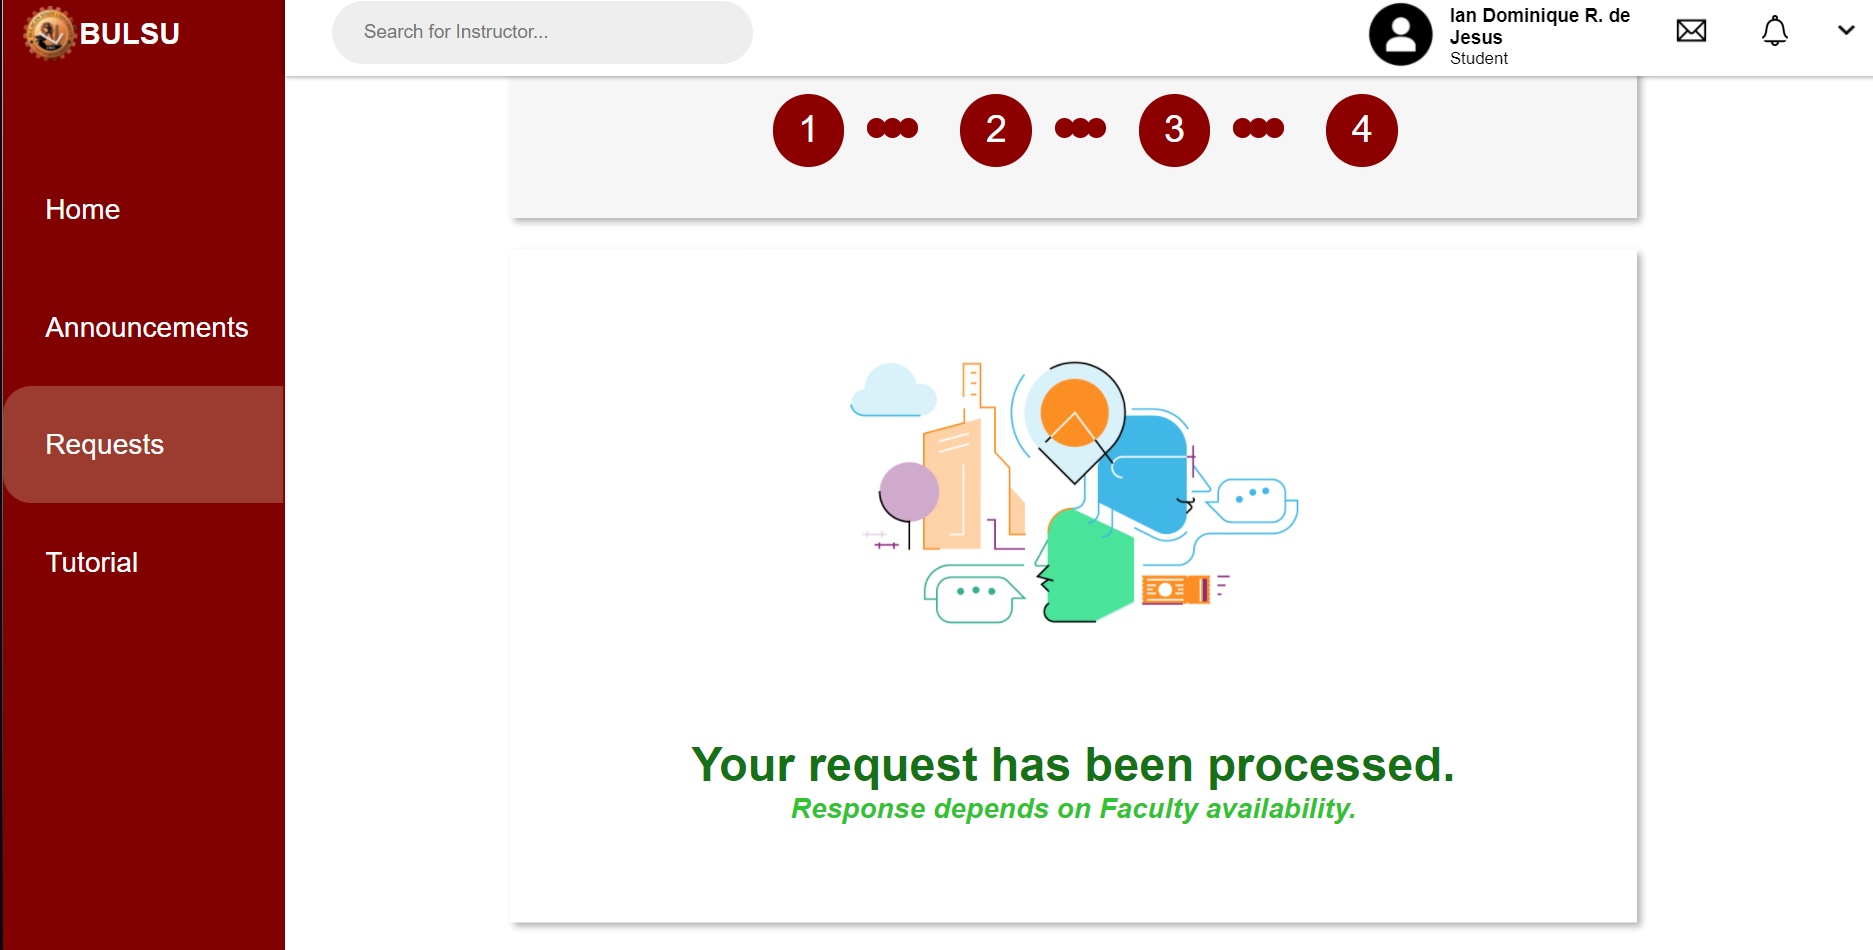 BULSU
Search for Instructor...
Ian Dominique R. de
Jesus
Student
1 2 3 4
Home
Announcements
Requests
Tutorial
Your request has been processed.
Response depends on Faculty availability.